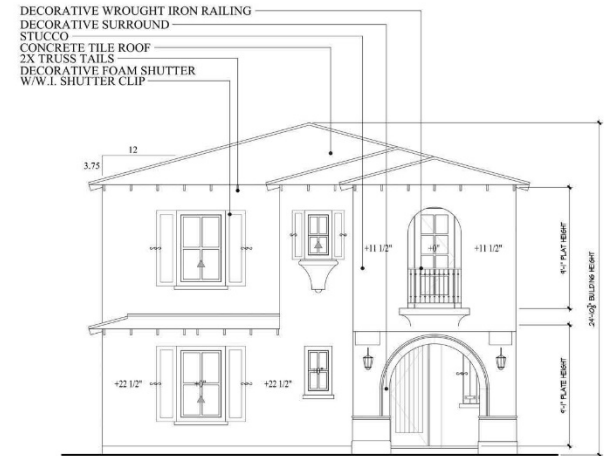 DECORATIVE WROUGHT IRON RAILING
DECORATIVE SURROUND
STUCCO
CONCRETE TILE ROOF
2X TRUSS TAILS
DECORATIVE FOAM SHUTTER
W/W.I. SHUTTER CLIP
12
3.75
+11 1/2" +0" +11 1/2"
PLAT HEIGHT
BUILDING HEIGHT
+22 1/2" +0" +22 1/2"
PLATE HEIGHT